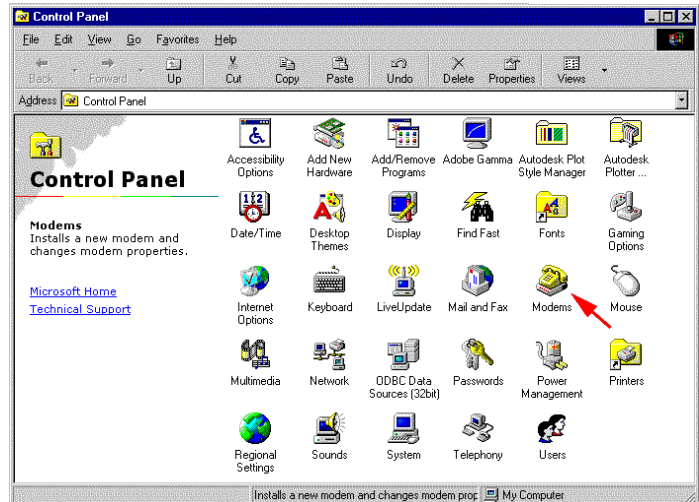 Control Panel
File Edit View Go Favorites Help
Back Forward Up Cut Copy Paste Undo Delete Properties Views
Address Control Panel
Control Panel
Modems
Installs a new modem and
changes modem properties.
Microsoft Home
Technical Support
Accessibility
Options
Add New
Hardware
Add/Remove
Programs
Adobe Gamma
Autodesk Plot
Style Manager
Autodesk
Plotter ...
Date/Time
Desktop
Themes
Display
Find Fast
Fonts
Gaming
Options
Internet
Options
Keyboard
LiveUpdate
Mail and Fax
Modems
Mouse
Multimedia
Network
ODBC Data
Sources (32bit)
Passwords
Power
Management
Printers
Regional
Settings
Sounds
System
Telephony
Users
Installs a new modem and changes modem prop My Computer